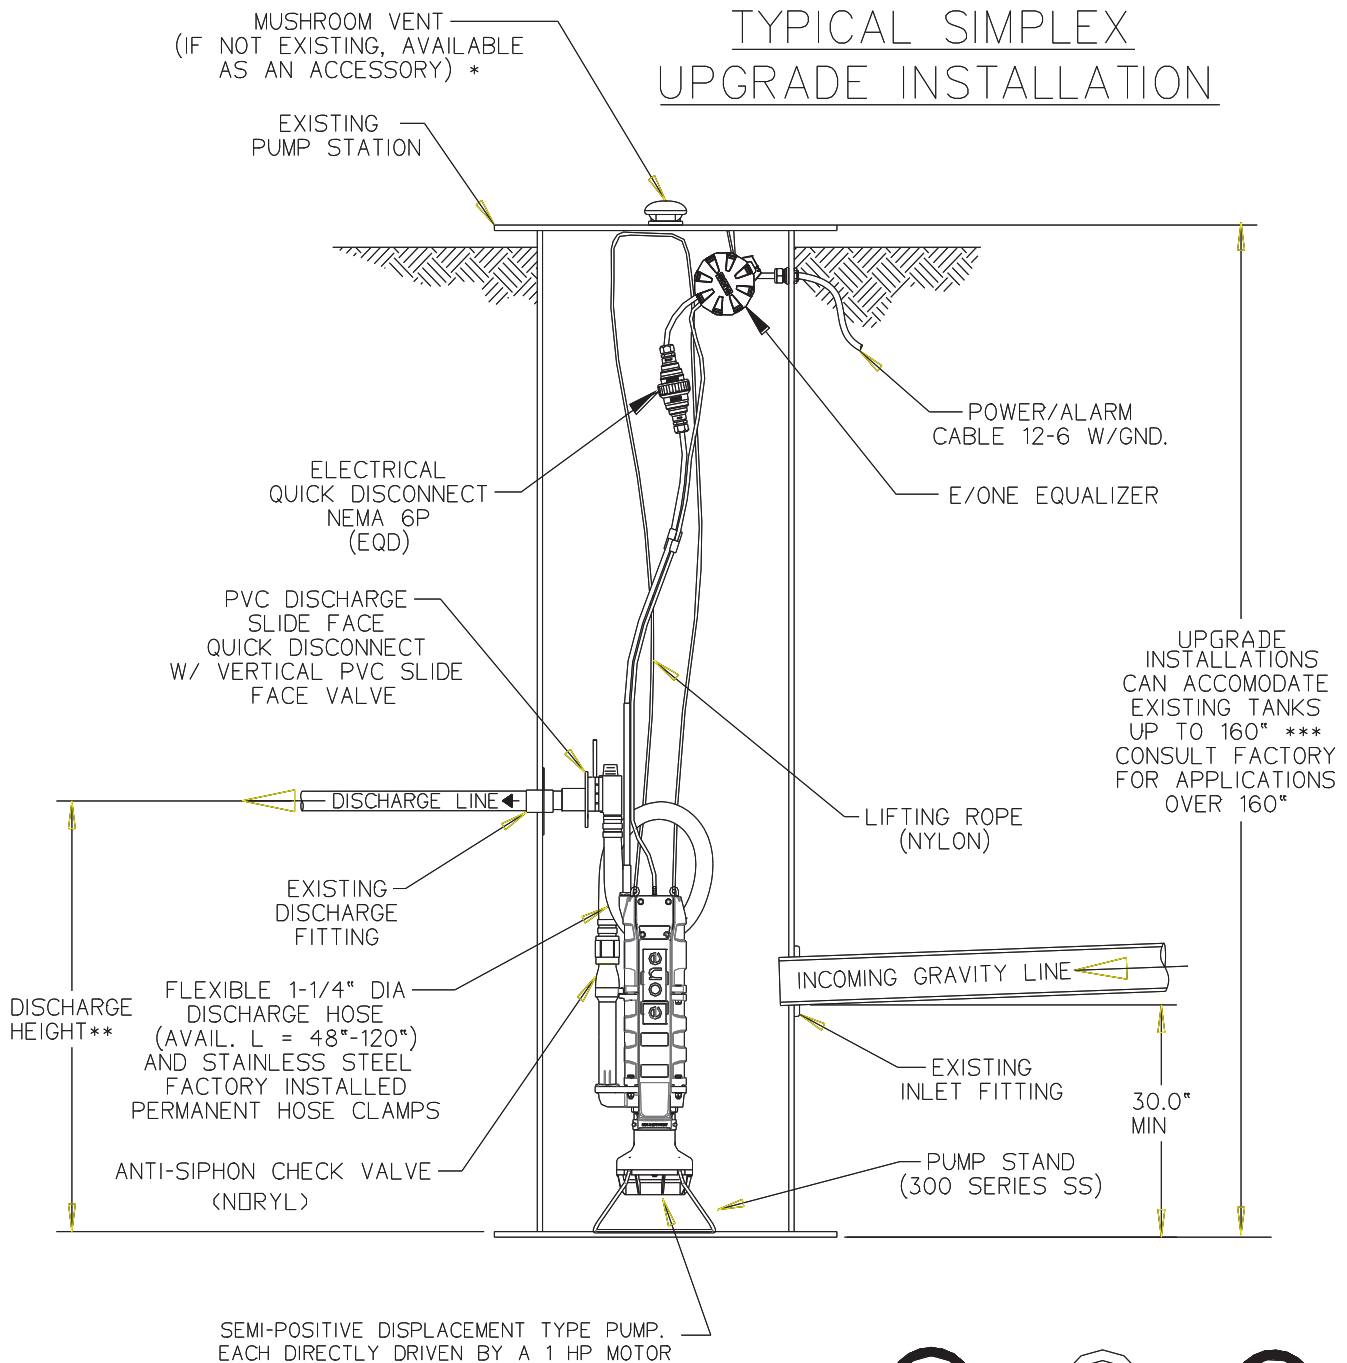 TYPICAL SIMPLEX
UPGRADE INSTALLATION
MUSHROOM VENT
(IF NOT EXISTING, AVAILABLE
AS AN ACCESSORY) *
EXISTING
PUMP STATION
POWER/ALARM
CABLE 12-6 W/GND.
ELECTRICAL
QUICK DISCONNECT
NEMA 6P
(EQD)
E/ONE EQUALIZER
PVC DISCHARGE
SLIDE FACE
QUICK DISCONNECT
W/ VERTICAL PVC SLIDE
FACE VALVE
UPGRADE
INSTALLATIONS
CAN ACCOMODATE
EXISTING TANKS
UP TO 160" ***
CONSULT FACTORY
FOR APPLICATIONS
OVER 160"
DISCHARGE LINE
LIFTING ROPE
(NYLON)
EXISTING
DISCHARGE
FITTING
INCOMING GRAVITY LINE
DISCHARGE
HEIGHT**
FLEXIBLE 1-1/4" DIA
DISCHARGE HOSE
(AVAIL. L = 48"-120")
AND STAINLESS STEEL
FACTORY INSTALLED
PERMANENT HOSE CLAMPS
e one
EXISTING
INLET FITTING
30.0"
MIN
ANTI-SIPHON CHECK VALVE
(NORYL)
PUMP STAND
(300 SERIES SS)
SEMI-POSITIVE DISPLACEMENT TYPE PUMP.
EACH DIRECTLY DRIVEN BY A 1 HP MOTOR